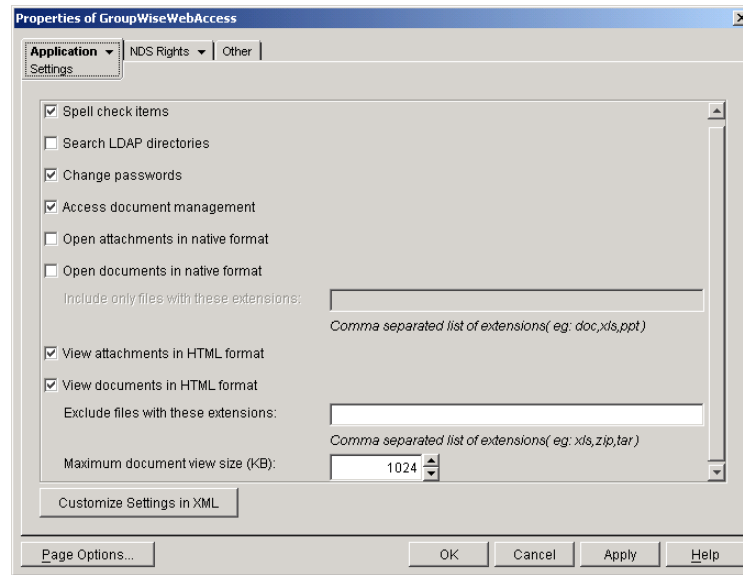 Properties of GroupWiseWebAccess
Application NDS Rights Other
Settings
Spell check items
Search LDAP directories
Change passwords
Access document management
Open attachments in native format
Open documents in native format
Include only files with these extensions:
Comma separated list of extensions( eg: doc,xls,ppt )
View attachments in HTML format
View documents in HTML format
Exclude files with these extensions:
Comma separated list of extensions( eg: xls,zip,tar )
Maximum document view size (KB): 1024
Customize Settings in XML
Page Options... OK Cancel Apply Help